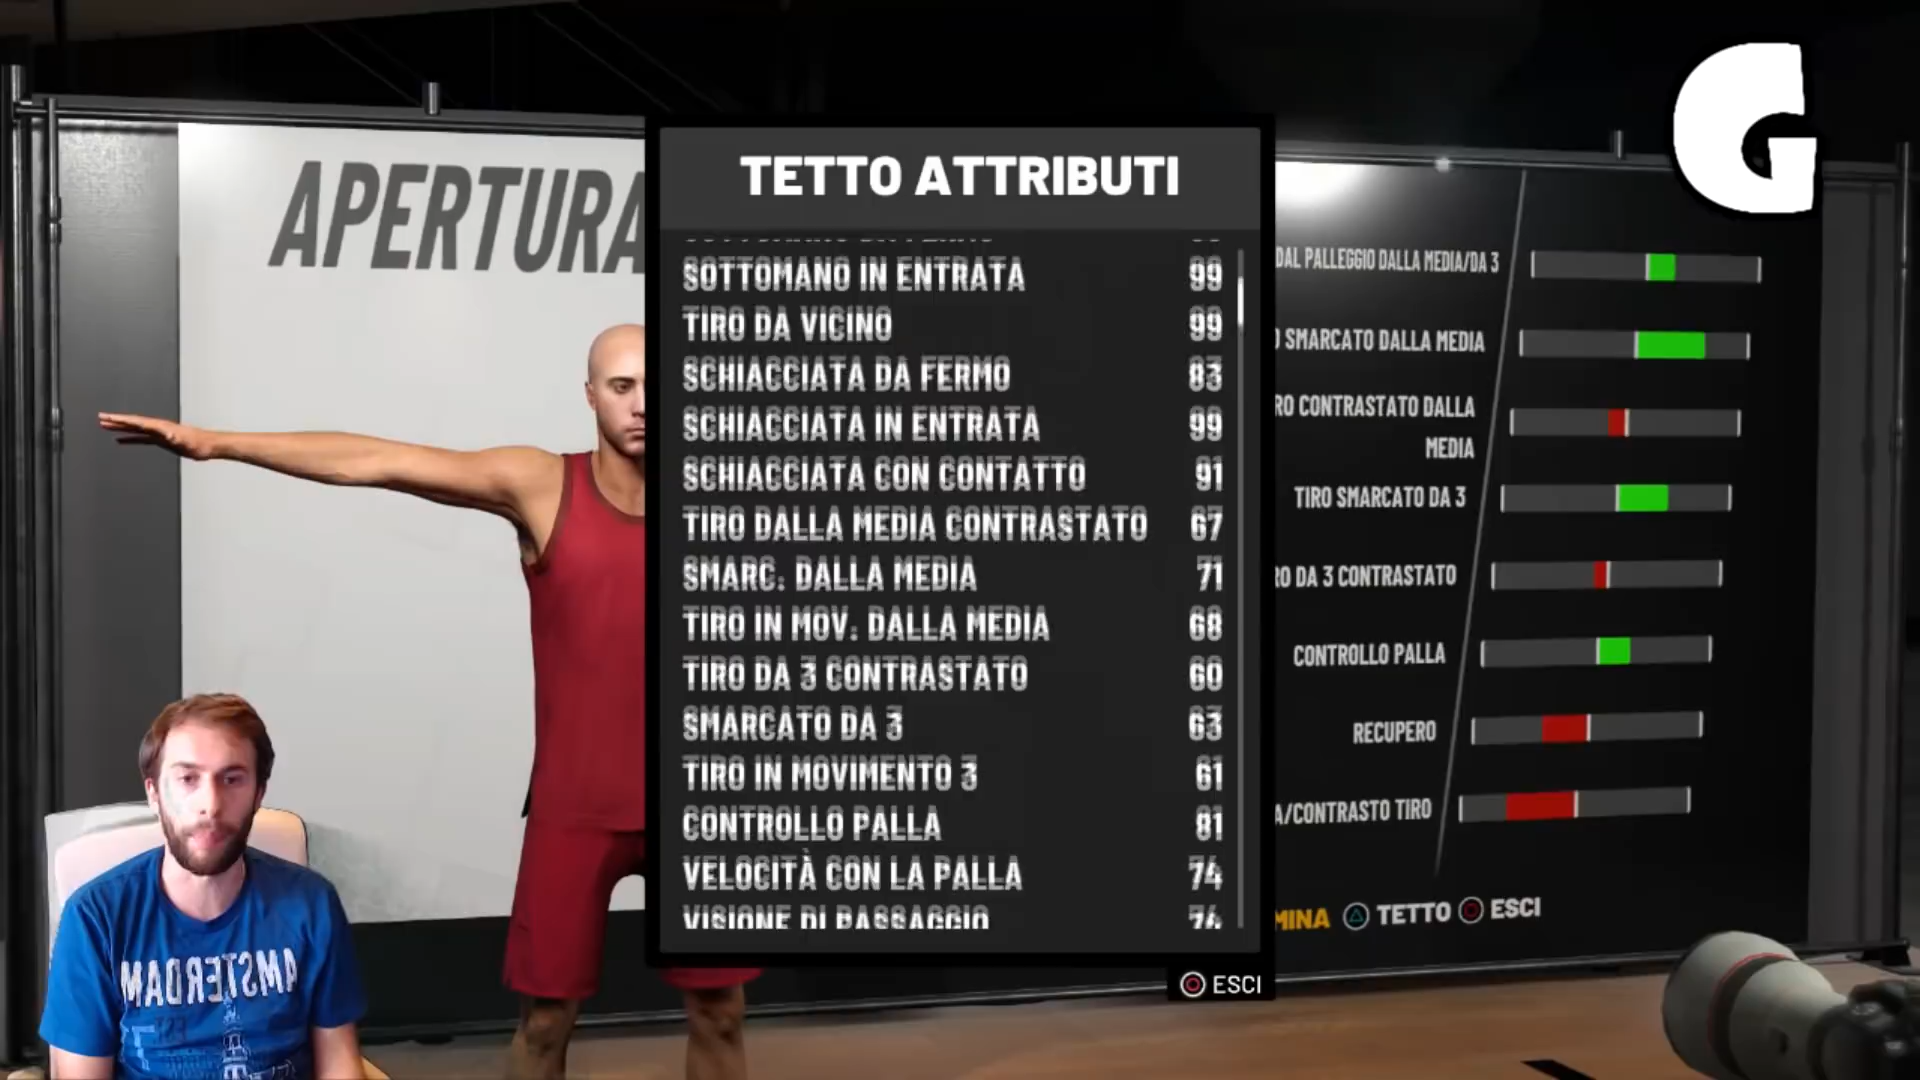 G
APERTURA
TETTO ATTRIBUTI
SOTTOMANO IN ENTRATA 99
TIRO DA VICINO 99
SCHIACCIATA DA FERMO 83
SCHIACCIATA IN ENTRATA 99
SCHIACCIATA CON CONTATTO 91
TIRO DALLA MEDIA CONTRASTATO 67
SMARC. DALLA MEDIA 71
TIRO IN MOV. DALLA MEDIA 68
TIRO DA 3 CONTRASTATO 60
SMARCATO DA 3 63
TIRO IN MOVIMENTO 3 61
CONTROLLO PALLA 81
VELOCITÀ CON LA PALLA 74
VISIONE DI PASSAGGIO 74
ESCI
DAL PALLEGGIO DALLA MEDIA/DA 3
SMARCATO DALLA MEDIA
RO CONTRASTATO DALLA
MEDIA
TIRO SMARCATO DA 3
RO DA 3 CONTRASTATO
CONTROLLO PALLA
RECUPERO
A/CONTRASTO TIRO
MINA TETTO ESCI
AMSTERDAM